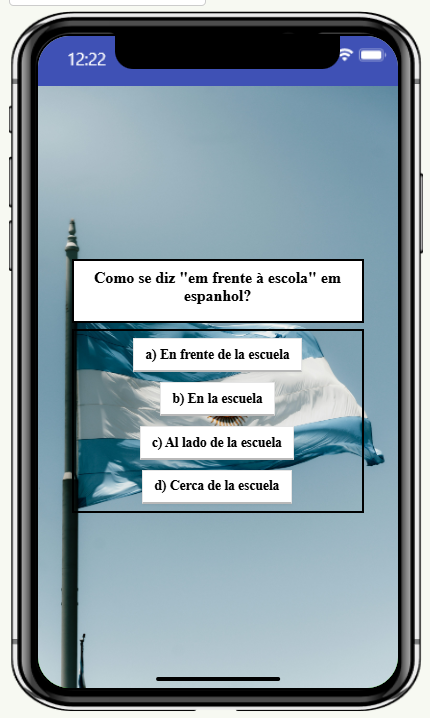 12:22
Como se diz "em frente à escola" em
espanhol?
a) En frente de la escuela
b) En la escuela
c) Al lado de la escuela
d) Cerca de la escuela